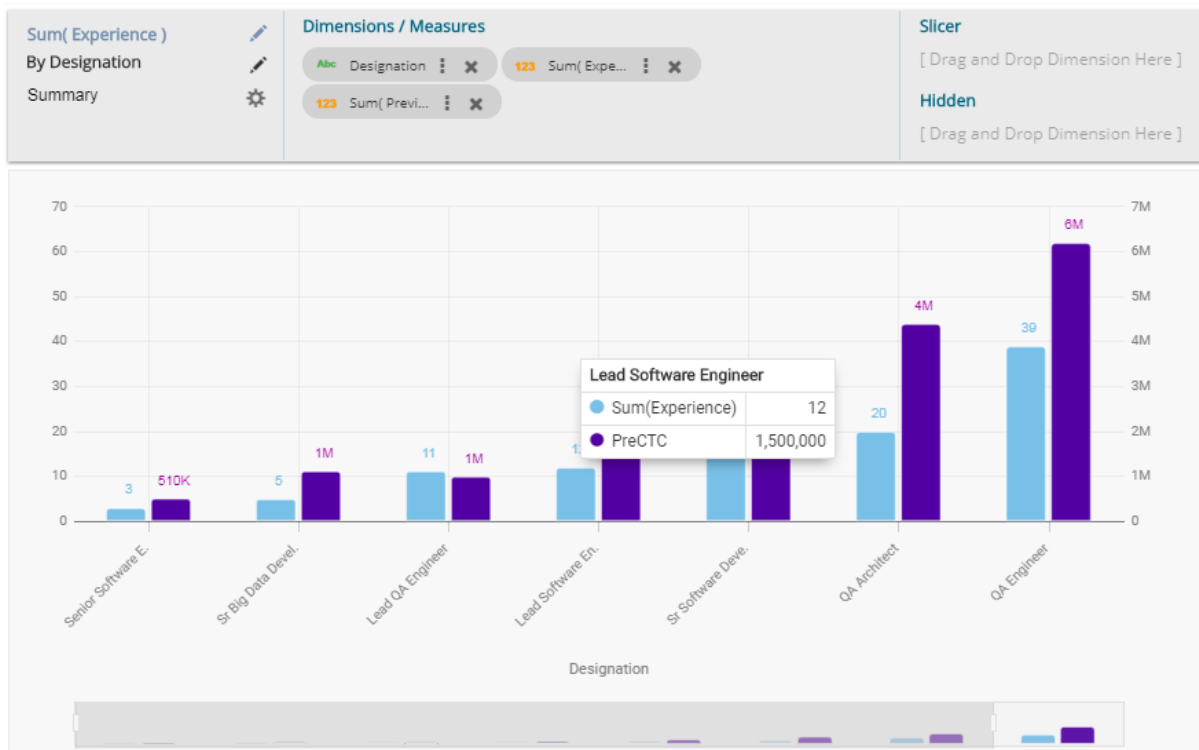 Sum( Experience )
By Designation
Summary
Dimensions / Measures
Abc Designation
123 Sum( Expe...
123 Sum( Previ...
Slicer
[ Drag and Drop Dimension Here ]
Hidden
[ Drag and Drop Dimension Here ]
70 7M
60 6M
50 5M
40 4M
30 3M
20 2M
10 1M
0 0
3 510K
5 1M
11 1M
20 4M
39 6M
Lead Software Engineer
Sum(Experience) 12
PreCTC 1,500,000
Senior Software E.
Sr Big Data Devel.
Lead QA Engineer
Lead Software En.
Sr Software Deve.
QA Architect
QA Engineer
Designation